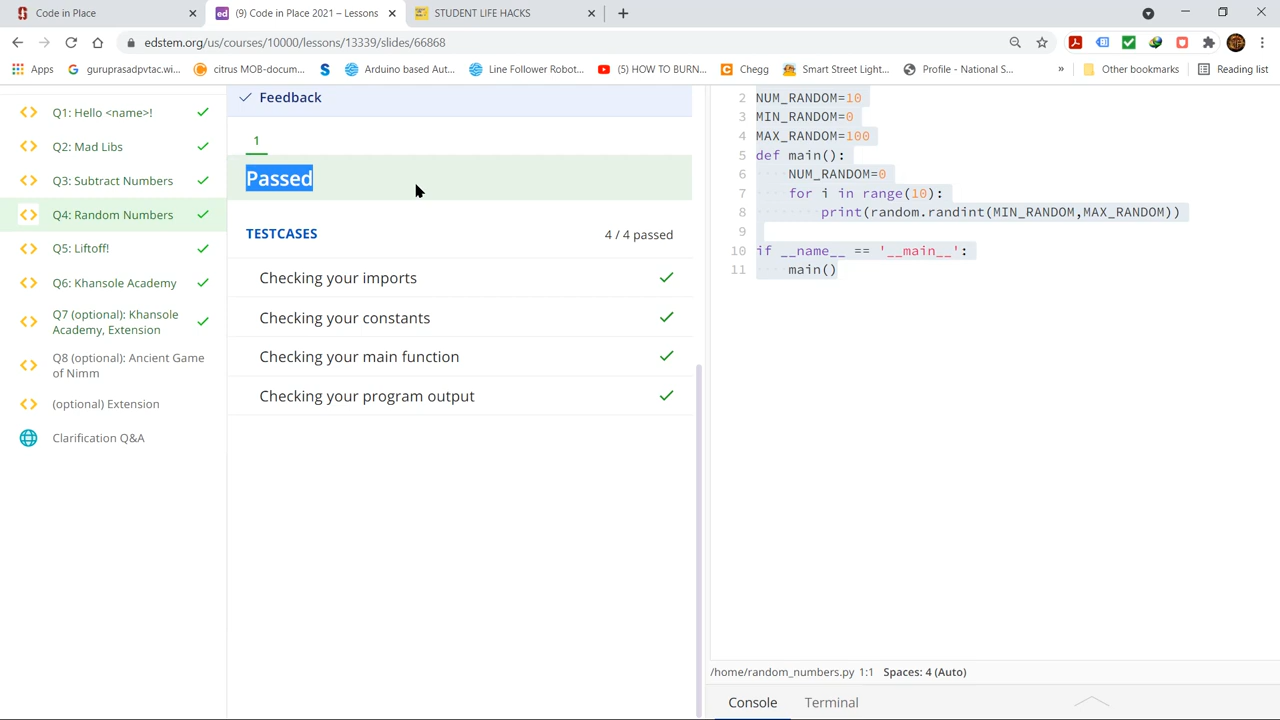 Code in Place
(9) Code in Place 2021 – Lessons
STUDENT LIFE HACKS
edstem.org/us/courses/10000/lessons/13339/slides/66868
Apps
guruprasadpvtac.wi...
citrus MOB-docum...
Arduino based Aut...
Line Follower Robot...
(5) HOW TO BURN...
Chegg
Smart Street Light...
Profile - National S...
»
Other bookmarks
Reading list
Q1: Hello <name>!
Q2: Mad Libs
Q3: Subtract Numbers
Q4: Random Numbers
Q5: Liftoff!
Q6: Khansole Academy
Q7 (optional): Khansole
Academy, Extension
Q8 (optional): Ancient Game
of Nimm
(optional) Extension
Clarification Q&A
Feedback
1
Passed
TESTCASES
4 / 4 passed
Checking your imports
Checking your constants
Checking your main function
Checking your program output
2 NUM_RANDOM=10
3 MIN_RANDOM=0
4 MAX_RANDOM=100
5 def main():
6 NUM_RANDOM=0
7 for i in range(10):
8 print(random.randint(MIN_RANDOM,MAX_RANDOM))
9
10 if __name__ == '__main__':
11 main()
/home/random_numbers.py 1:1 Spaces: 4 (Auto)
Console
Terminal